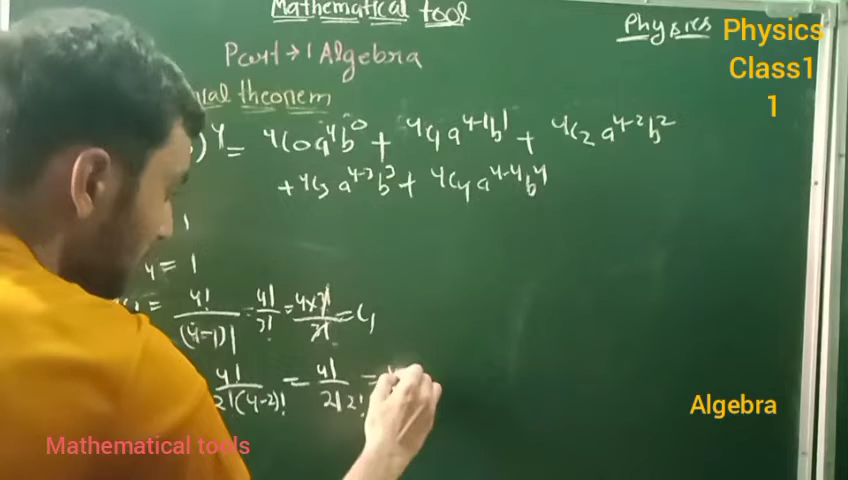 Mathematical tool
Physics
Physics
Class1
1
Part → 1 Algebra
ial theorem
)⁴ = ⁴C₀a⁴b⁰ + ⁴C₁a⁴⁻¹b¹ + ⁴C₂a⁴⁻²b²
+ ⁴C₃a⁴⁻³b³ + ⁴C₄a⁴⁻⁴b⁴
1
4 = 1
= 4!/(4-1)! = 4!/3! = 4×3!/3! = 4
4!/2!(4-2)! = 4!/2!2! =
Algebra
Mathematical tools